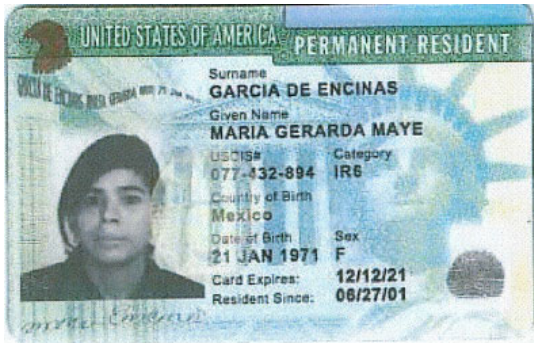 UNITED STATES OF AMERICA PERMANENT RESIDENT
Surname
GARCIA DE ENCINAS
Given Name
MARIA GERARDA MAYE
USCIS# Category
077-432-894 IR6
Country of Birth
Mexico
Date of Birth Sex
21 JAN 1971 F
Card Expires: 12/12/21
Resident Since: 06/27/01